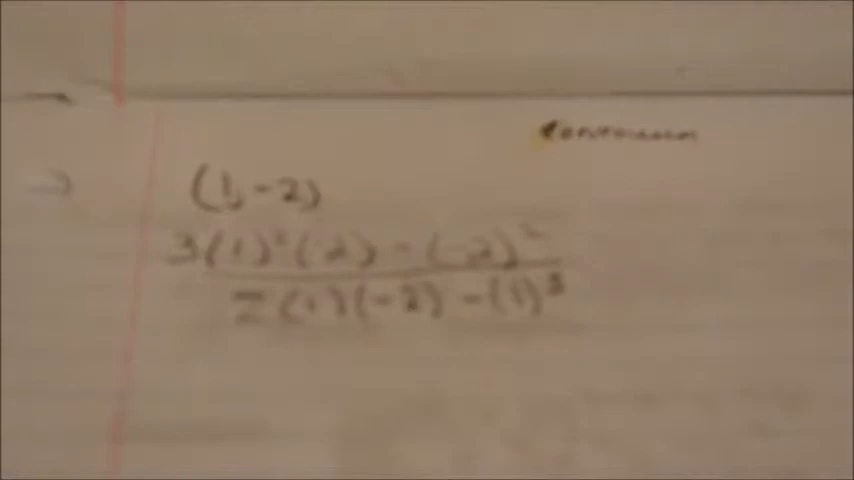 (1, -2)
3(1)²(2) - (-2)²
2(1)(-2) - (1)³